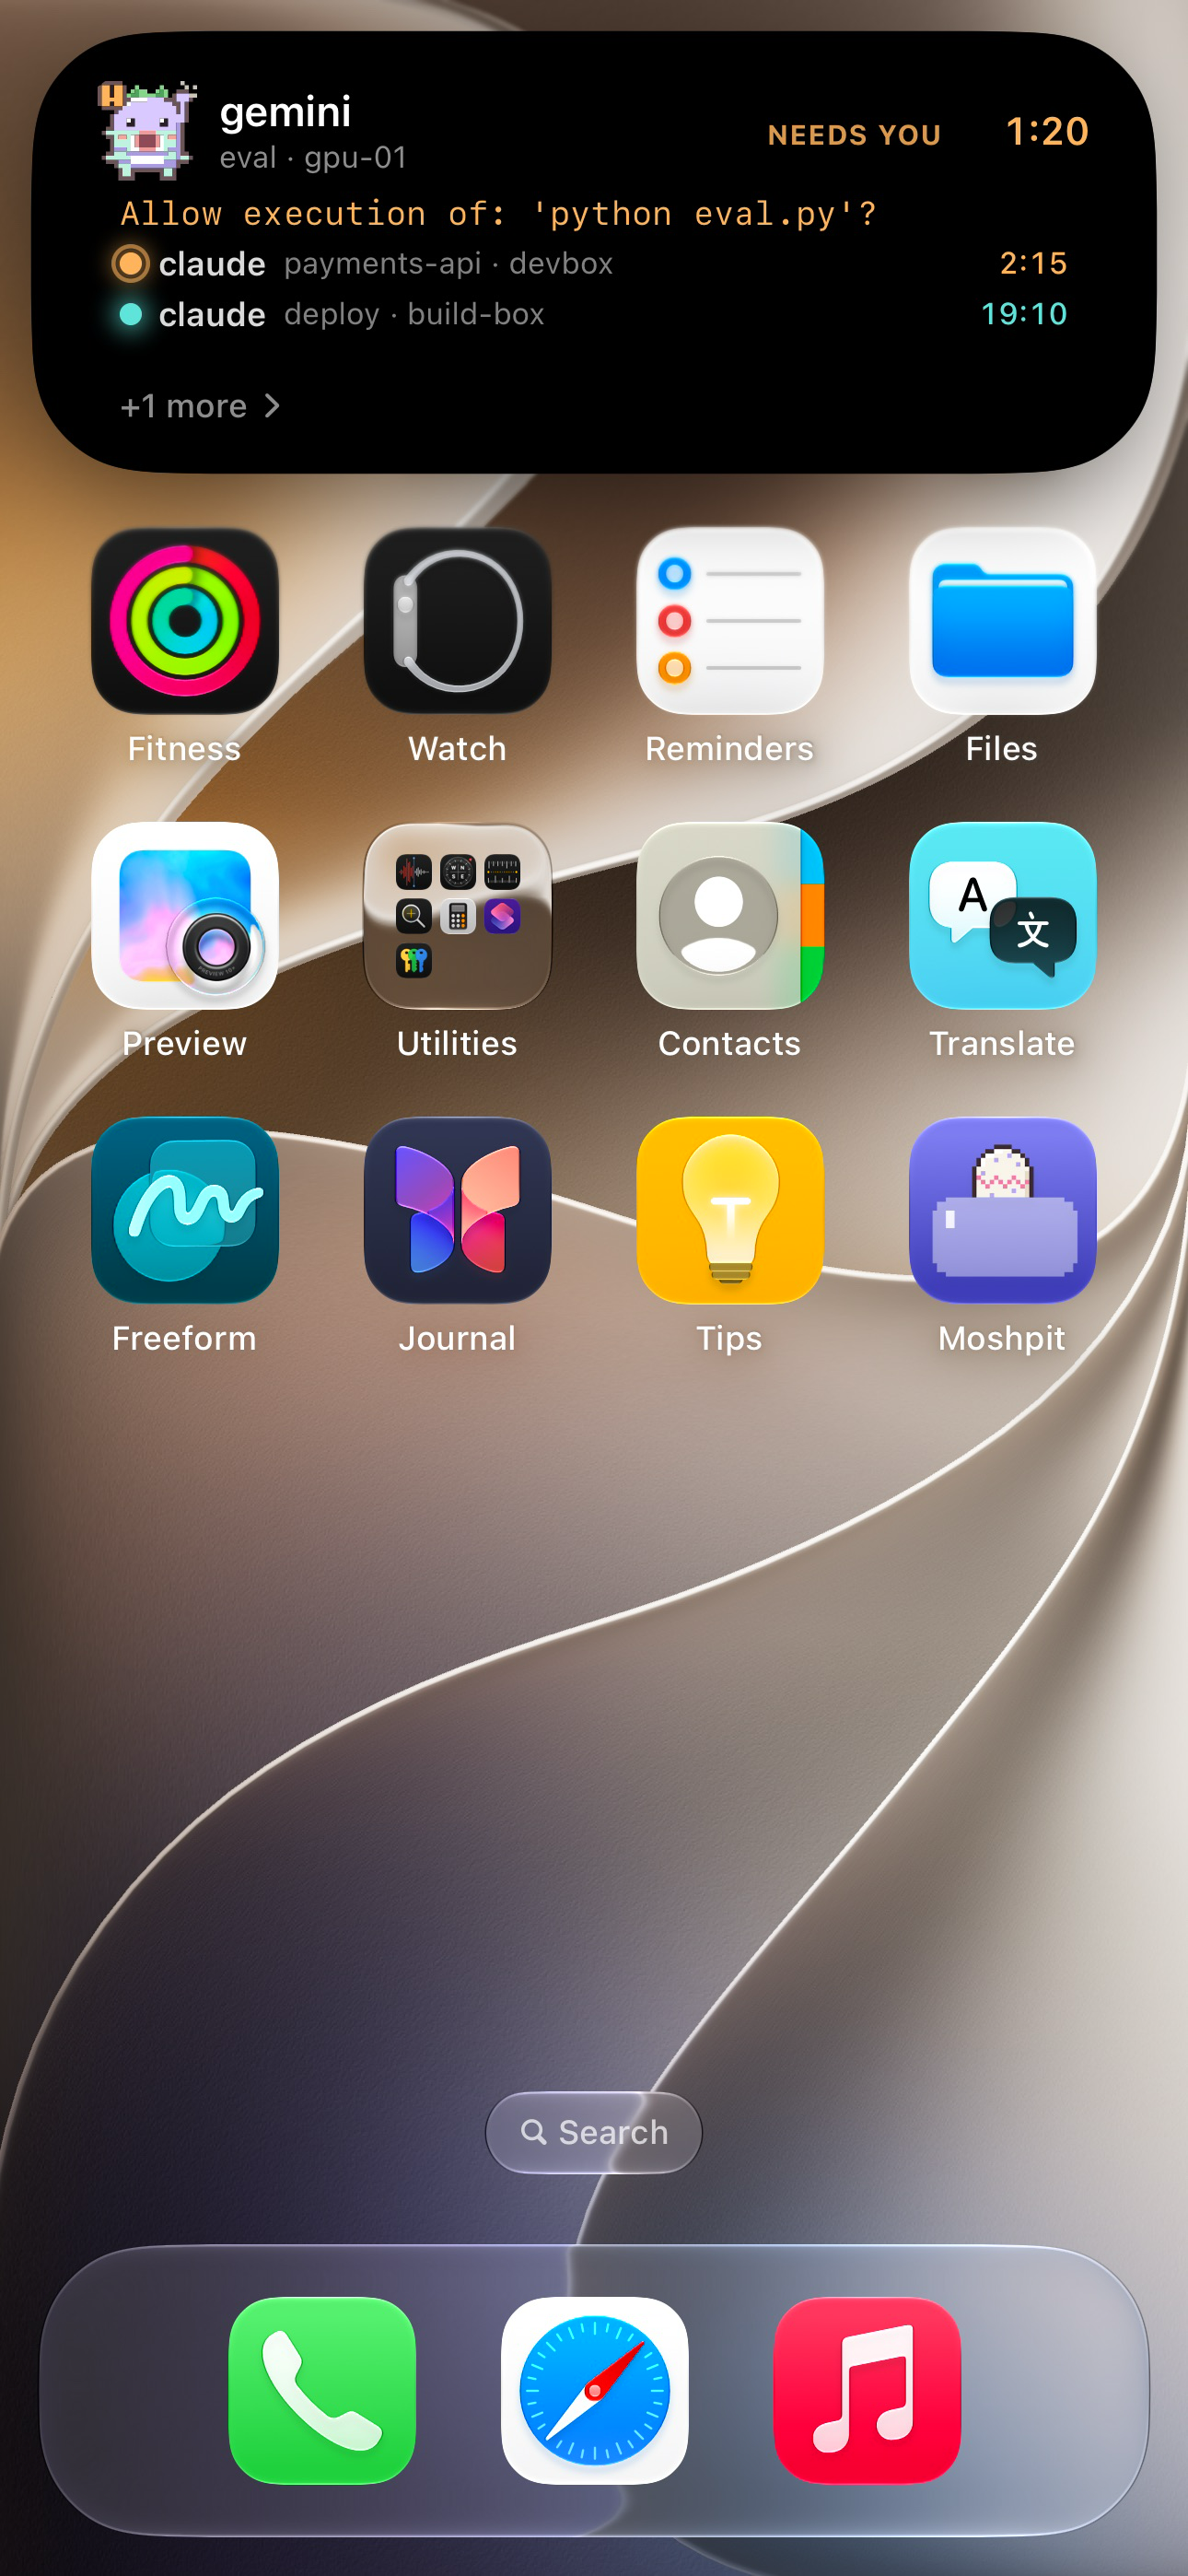 gemini
eval · gpu-01
NEEDS YOU 1:20
Allow execution of: 'python eval.py'?
claude payments-api · devbox 2:15
claude deploy · build-box 19:10
+1 more >
Fitness Watch Reminders Files
A
文
Preview Utilities Contacts Translate
Freeform Journal Tips Moshpit
Search